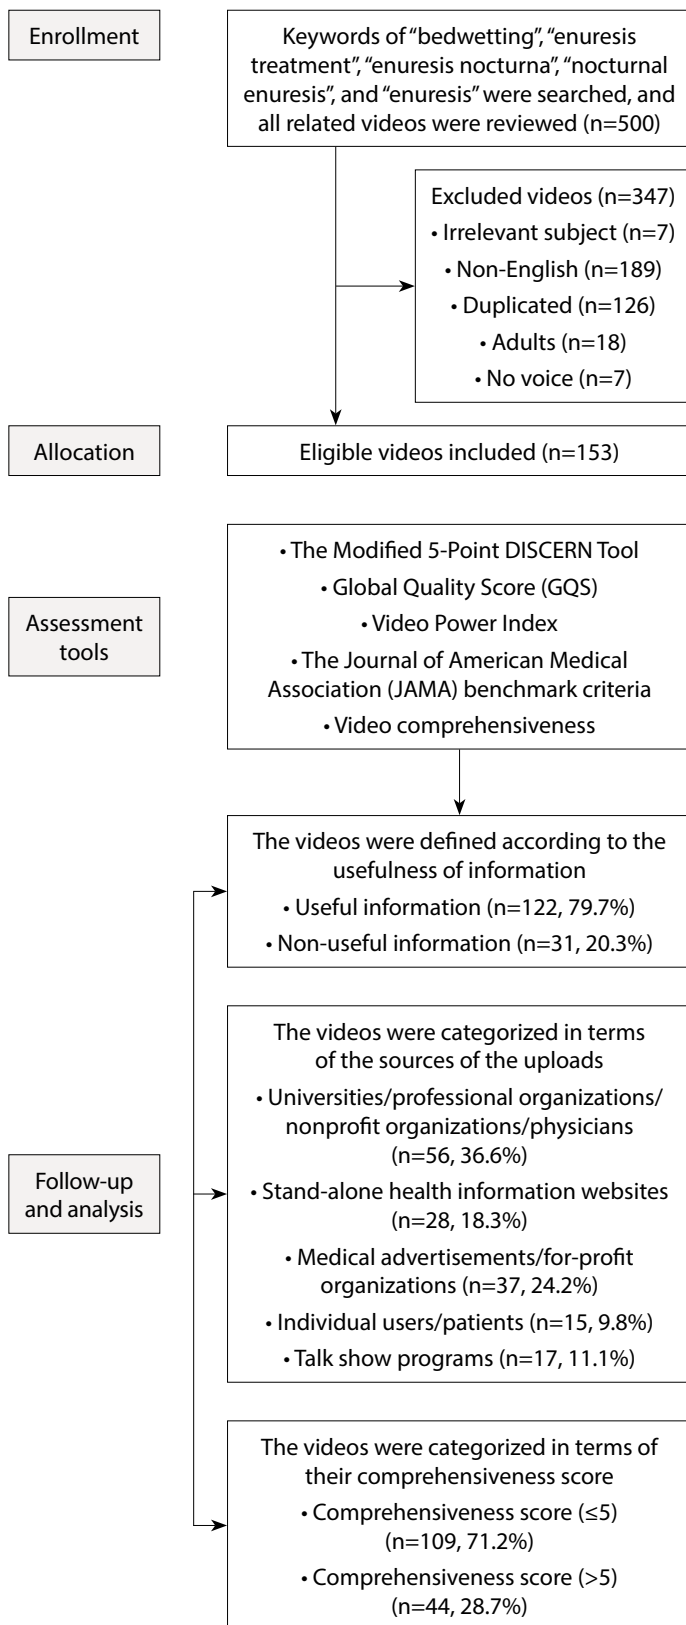 Enrollment
Keywords of “bedwetting”, “enuresis
treatment”, “enuresis nocturna”, “nocturnal
enuresis”, and “enuresis” were searched, and
all related videos were reviewed (n=500)
Excluded videos (n=347)
• Irrelevant subject (n=7)
• Non-English (n=189)
• Duplicated (n=126)
• Adults (n=18)
• No voice (n=7)
Allocation
Eligible videos included (n=153)
Assessment
tools
• The Modified 5-Point DISCERN Tool
• Global Quality Score (GQS)
• Video Power Index
• The Journal of American Medical
Association (JAMA) benchmark criteria
• Video comprehensiveness
Follow-up
and analysis
The videos were defined according to the
usefulness of information
• Useful information (n=122, 79.7%)
• Non-useful information (n=31, 20.3%)
The videos were categorized in terms
of the sources of the uploads
• Universities/professional organizations/
nonprofit organizations/physicians
(n=56, 36.6%)
• Stand-alone health information websites
(n=28, 18.3%)
• Medical advertisements/for-profit
organizations (n=37, 24.2%)
• Individual users/patients (n=15, 9.8%)
• Talk show programs (n=17, 11.1%)
The videos were categorized in terms of
their comprehensiveness score
• Comprehensiveness score (≤5)
(n=109, 71.2%)
• Comprehensiveness score (>5)
(n=44, 28.7%)